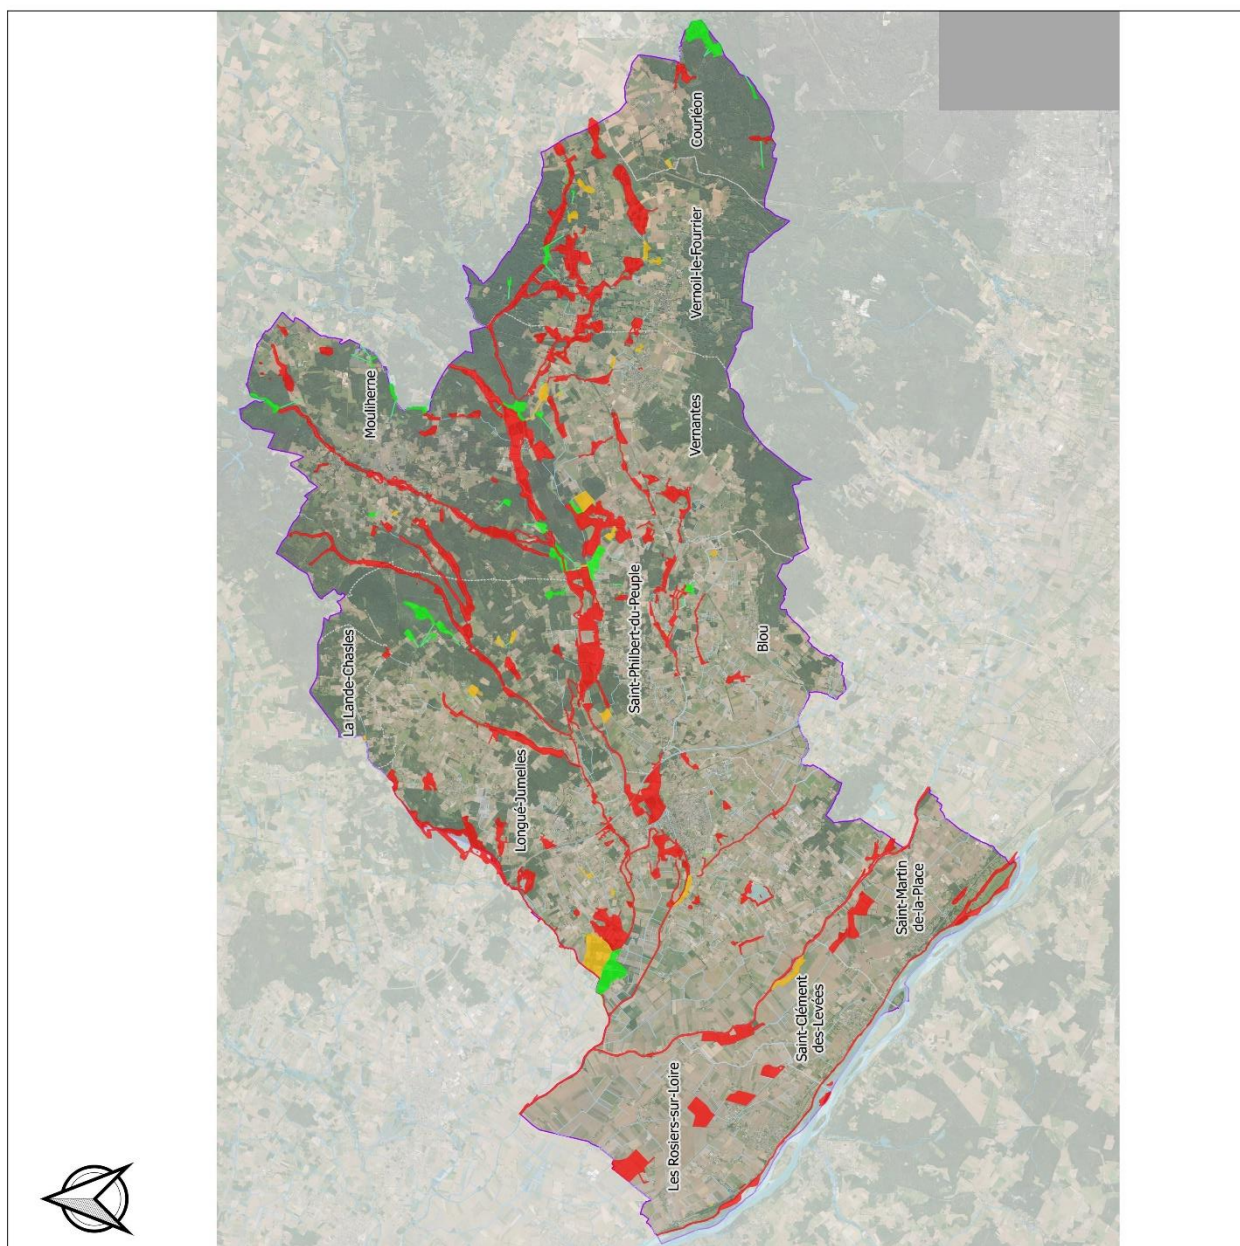 Courléon
Vernoil-le-Fourrier
Mouliherne
Vernantes
La Lande-Chasles
Saint-Philbert-du-Peuple
Blou
Longué-Jumelles
Saint-Martin
de-la-Place
Saint-Clément
des-Levées
Les Rosiers-sur-Loire